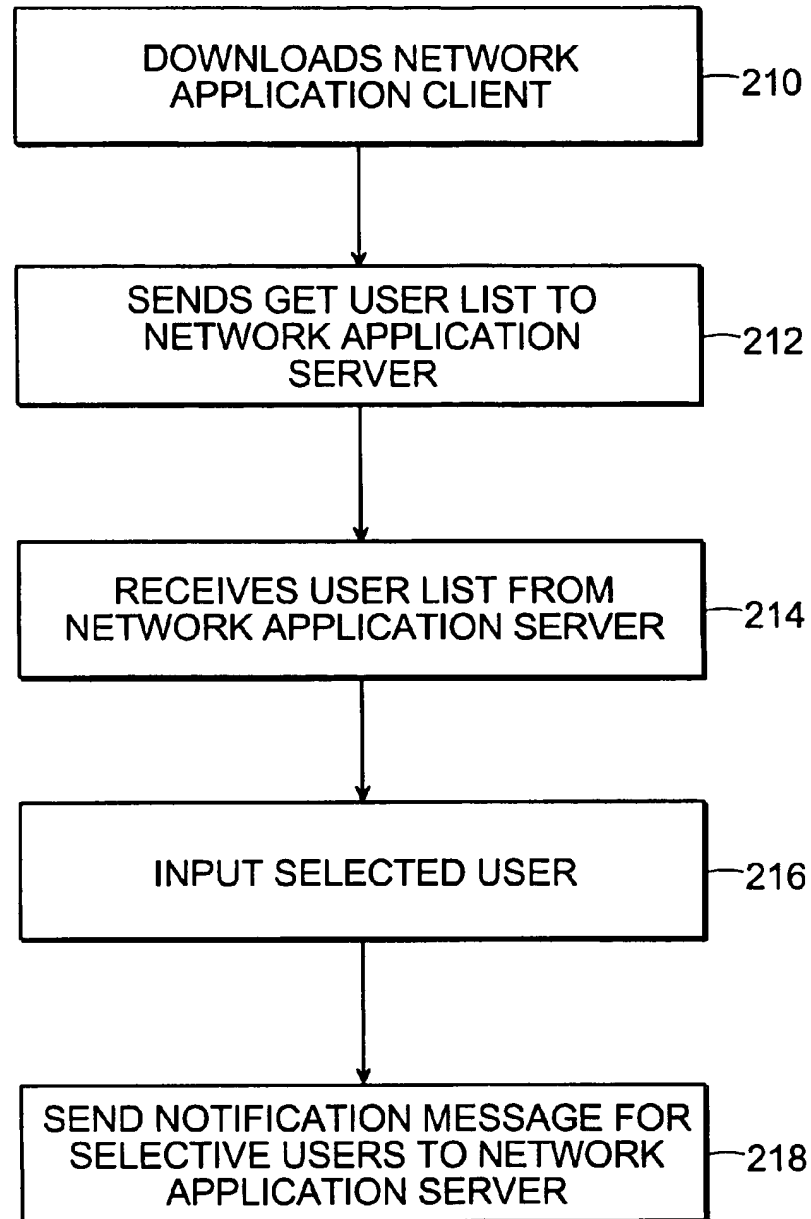 DOWNLOADS NETWORK
APPLICATION CLIENT
210
SENDS GET USER LIST TO
NETWORK APPLICATION
SERVER
212
RECEIVES USER LIST FROM
NETWORK APPLICATION SERVER
214
INPUT SELECTED USER
216
SEND NOTIFICATION MESSAGE FOR
SELECTIVE USERS TO NETWORK
APPLICATION SERVER
218